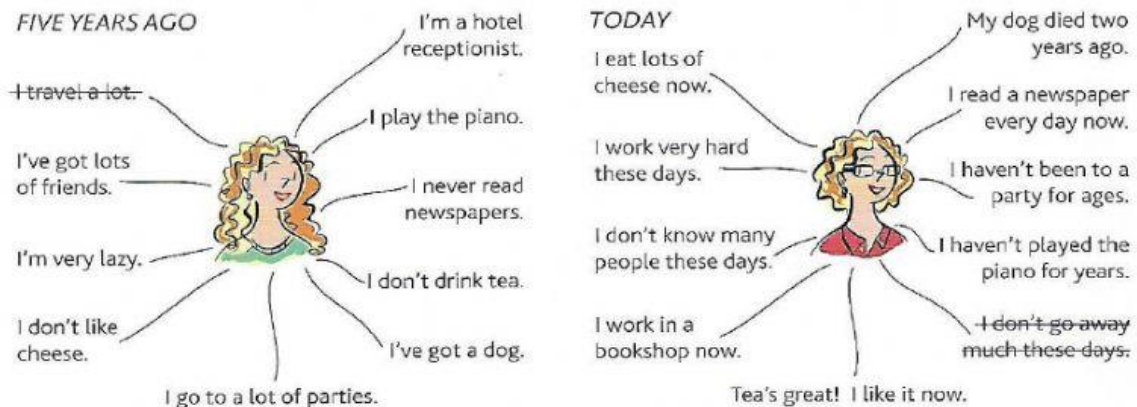 FIVE YEARS AGO
I'm a hotel
receptionist.
I travel a lot.
I play the piano.
I've got lots
of friends.
I never read
newspapers.
I'm very lazy.
I don't drink tea.
I don't like
cheese.
I've got a dog.
I go to a lot of parties.
TODAY
My dog died two
years ago.
I eat lots of
cheese now.
I read a newspaper
every day now.
I work very hard
these days.
I haven't been to a
party for ages.
I don't know many
people these days.
I haven't played the
piano for years.
I work in a
bookshop now.
I don't go away
much these days.
Tea's great! I like it now.